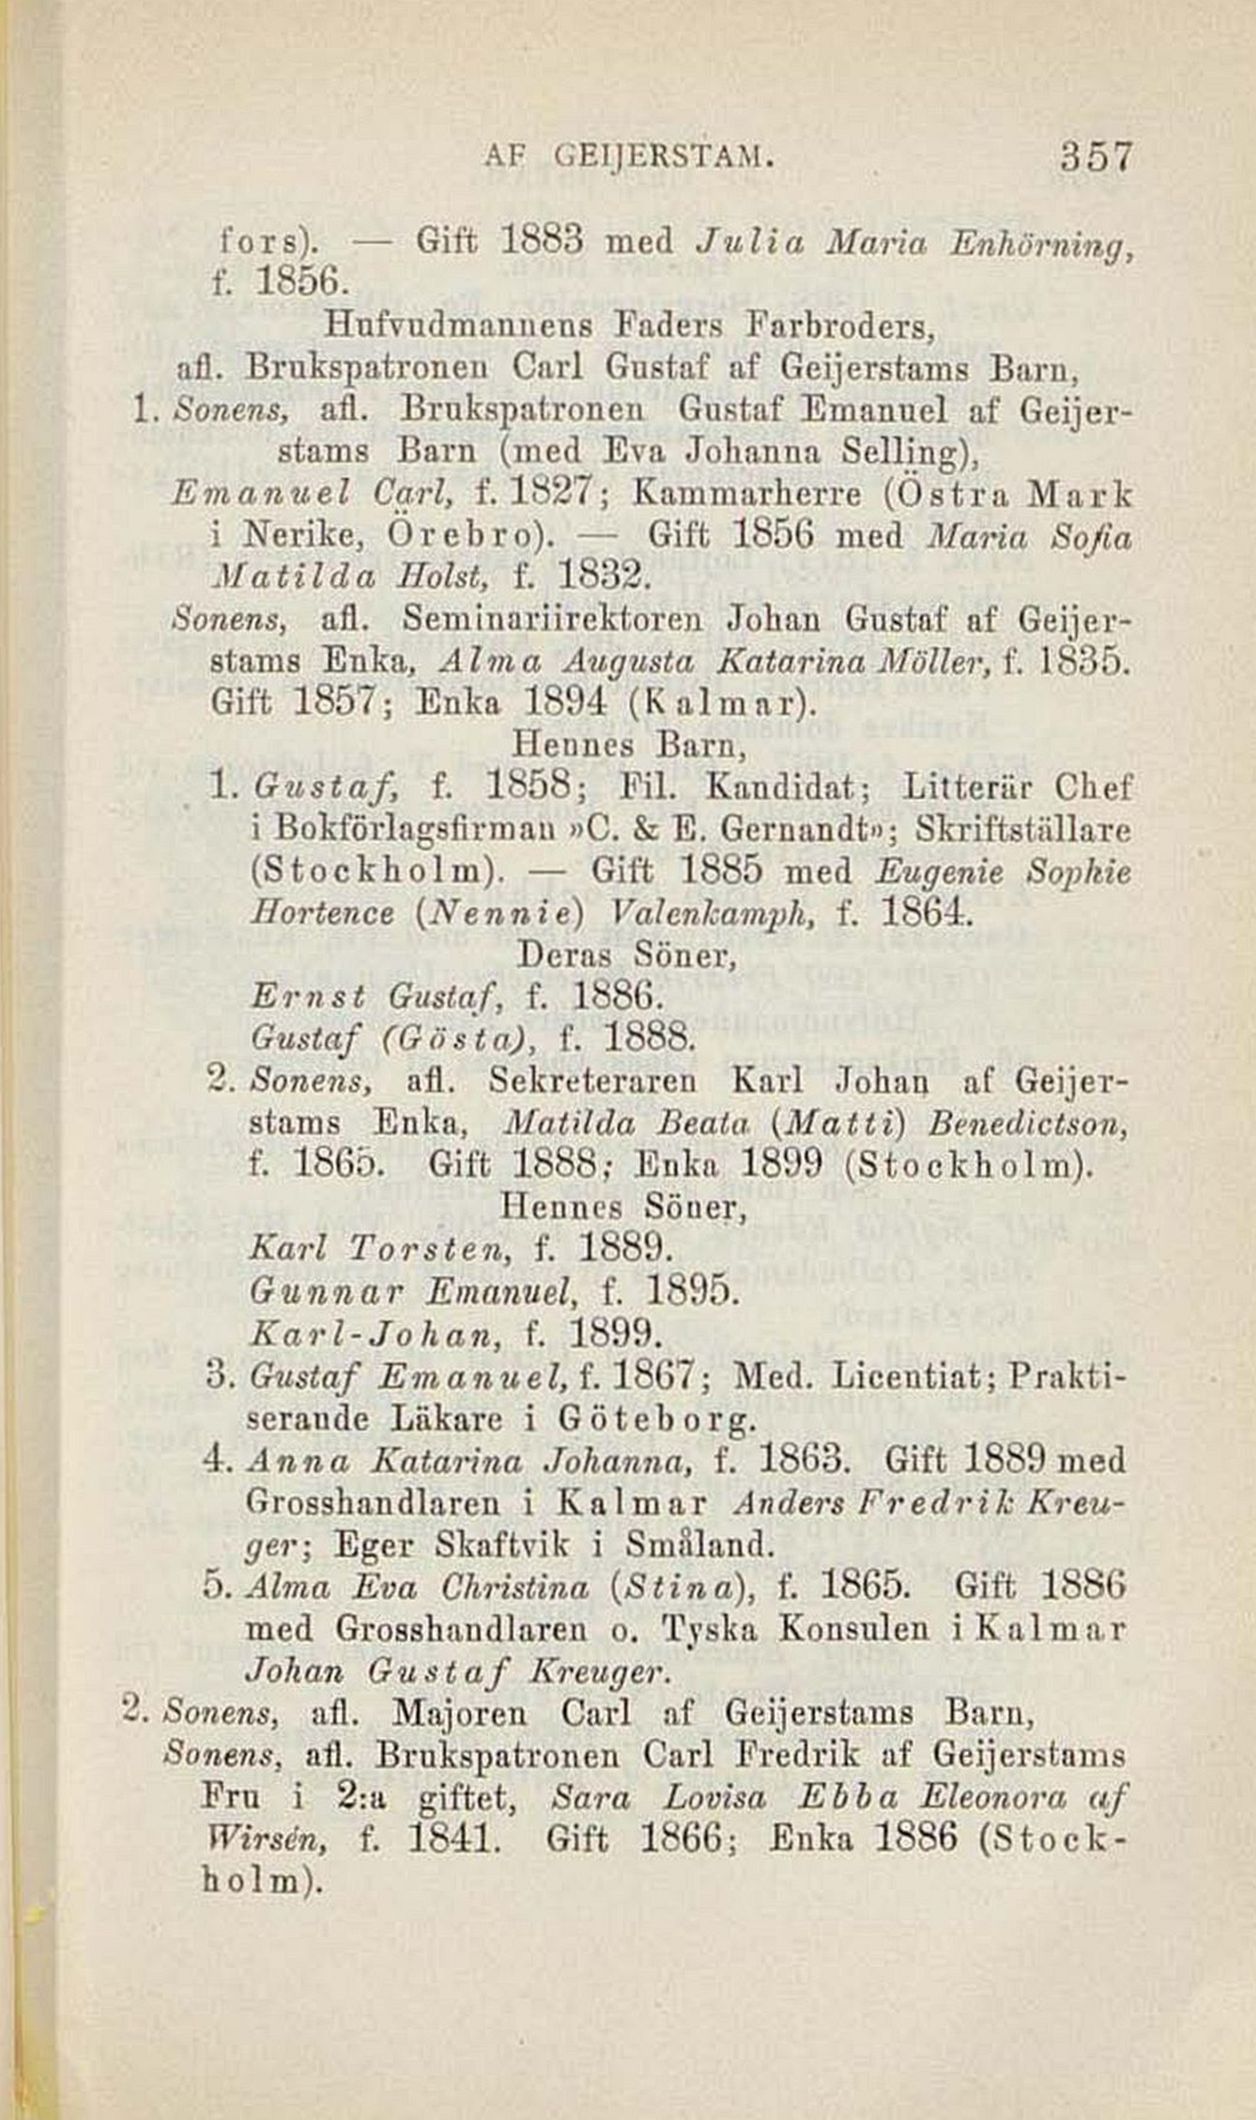 AF GEIJERSTAM. 357
fors). — Gift 1883 med Julia Maria Enhörning,
f. 1856.
Hufvudmannens Faders Farbroders,
afl. Brukspatronen Carl Gustaf af Geijerstams Barn,
1. Sonens, afl. Brukspatronen Gustaf Emanuel af Geijer-
stams Barn (med Eva Johanna Selling),
Emanuel Carl, f. 1827; Kammarherre (Östra Mark
i Nerike, Örebro). — Gift 1856 med Maria Sofia
Matilda Holst, f. 1832.
Sonens, afl. Seminariirektoren Johan Gustaf af Geijer-
stams Enka, Alma Augusta Katarina Möller, f. 1835.
Gift 1857; Enka 1894 (Kalmar).
Hennes Barn,
1. Gustaf, f. 1858; Fil. Kandidat; Litterär Chef
i Bokförlagsfirman »C. & E. Gernandt»; Skriftställare
(Stockholm). — Gift 1885 med Eugenie Sophie
Hortence (Nennie) Valenkamph, f. 1864.
Deras Söner,
Ernst Gustaf, f. 1886.
Gustaf (Gösta), f. 1888.
2. Sonens, afl. Sekreteraren Karl Johan af Geijer-
stams Enka, Matilda Beata (Matti) Benedictson,
f. 1865. Gift 1888; Enka 1899 (Stockholm).
Hennes Söner,
Karl Torsten, f. 1889.
Gunnar Emanuel, f. 1895.
Karl-Johan, f. 1899.
3. Gustaf Emanuel, f. 1867; Med. Licentiat; Prakti-
serande Läkare i Göteborg.
4. Anna Katarina Johanna, f. 1863. Gift 1889 med
Grosshandlaren i Kalmar Anders Fredrik Kreu-
ger; Eger Skaftvik i Småland.
5. Alma Eva Christina (Stina), f. 1865. Gift 1886
med Grosshandlaren o. Tyska Konsulen i Kalmar
Johan Gustaf Kreuger.
2. Sonens, afl. Majoren Carl af Geijerstams Barn,
Sonens, afl. Brukspatronen Carl Fredrik af Geijerstams
Fru i 2:a giftet, Sara Lovisa Ebba Eleonora af
Wirsén, f. 1841. Gift 1866; Enka 1886 (Stock-
holm).